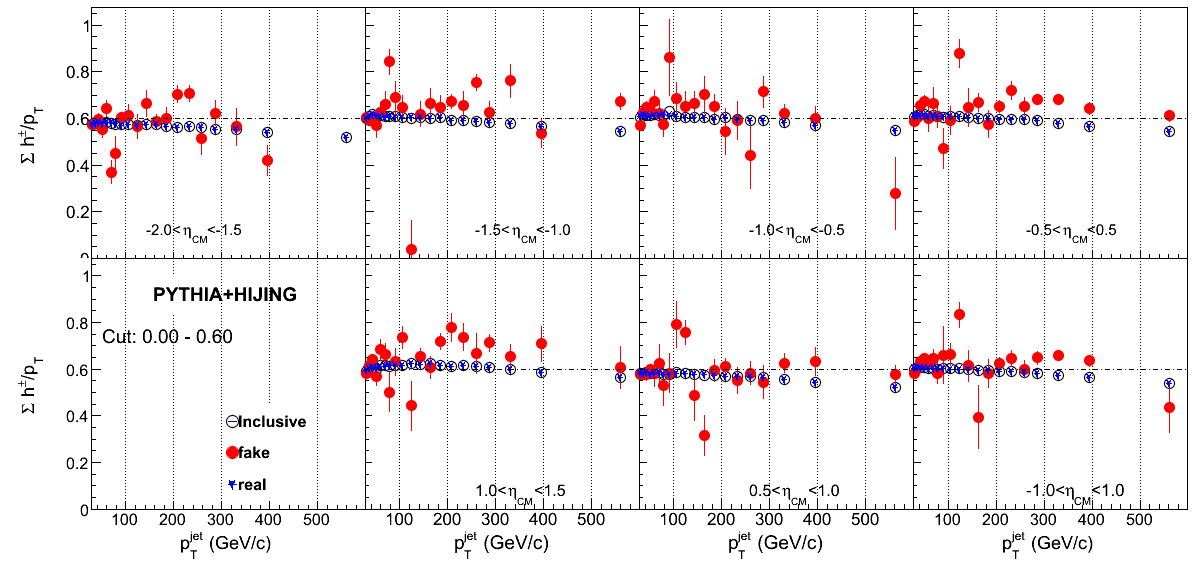 1
0.8
0.6
0.4
0.2
0
Σ h±/pT
-2.0<ηCM<-1.5
-1.5<ηCM<-1.0
-1.0<ηCM<-0.5
-0.5<ηCM<0.5
1
0.8
0.6
0.4
0.2
0
Σ h±/pT
PYTHIA+HIJING
Cut: 0.00 - 0.60
Inclusive
fake
real
1.0<ηCM<1.5
0.5<ηCM<1.0
-1.0<ηCM<1.0
100 200 300 400 500
100 200 300 400 500
100 200 300 400 500
100 200 300 400 500
pTjet (GeV/c)
pTjet (GeV/c)
pTjet (GeV/c)
pTjet (GeV/c)